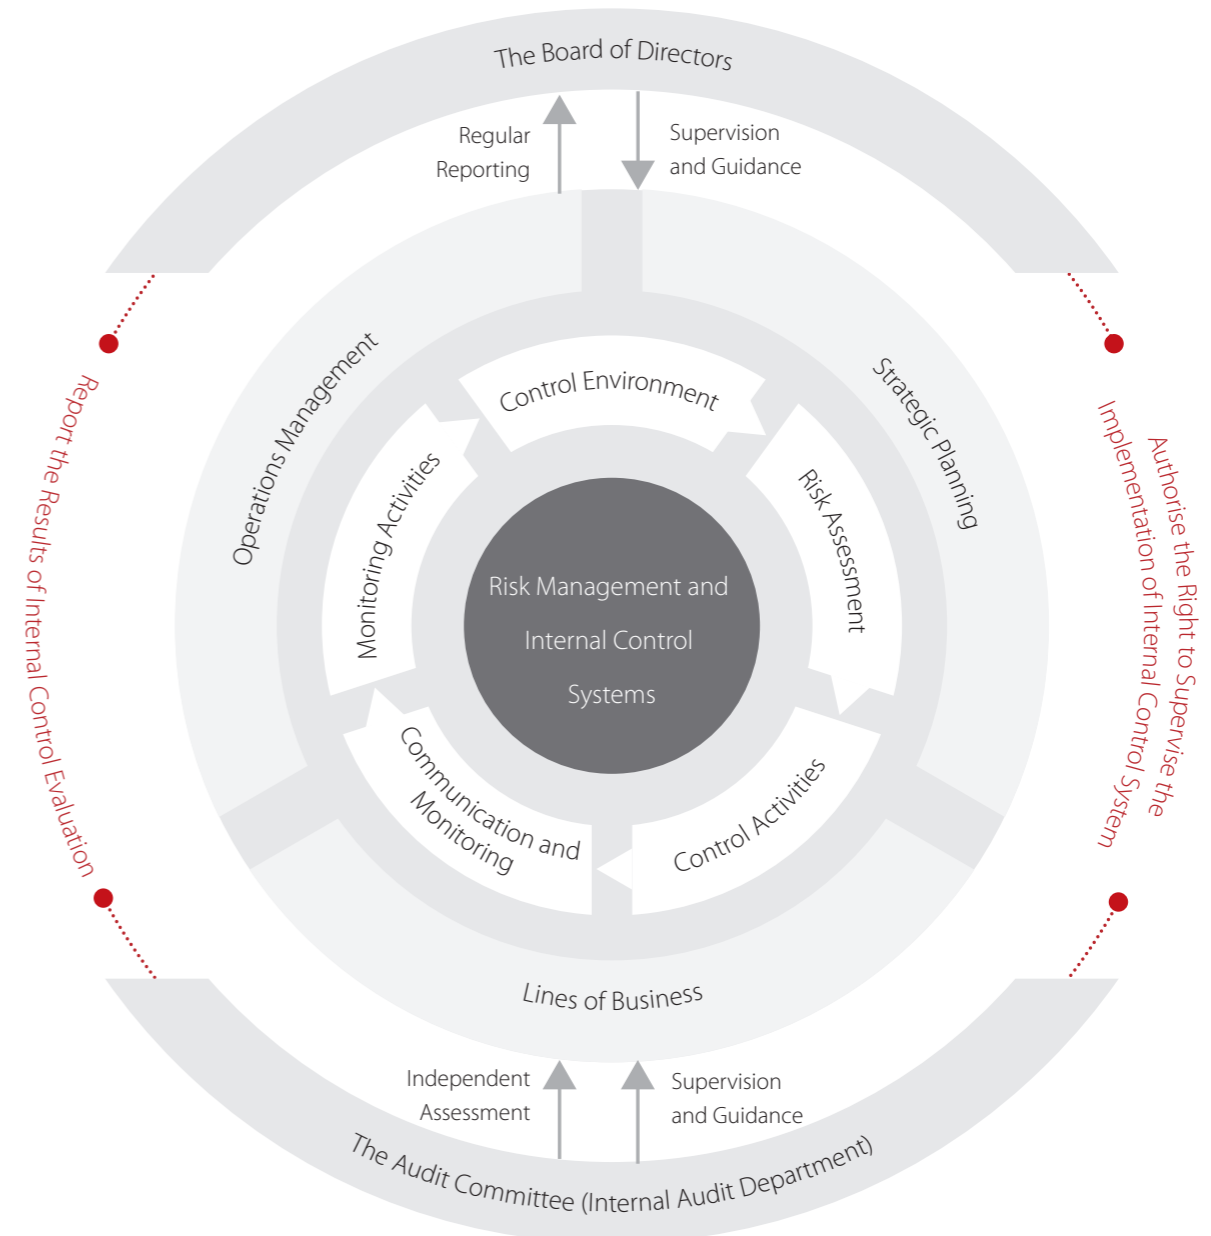 The Board of Directors
Regular
Reporting
Supervision
and Guidance
Operations Management
Strategic Planning
Control Environment
Risk Assessment
Control Activities
Communication and
Monitoring
Monitoring Activities
Risk Management and
Internal Control
Systems
Report the Results of Internal Control Evaluation
Authorise the Right to Supervise the
Implementation of Internal Control System
Lines of Business
Independent
Assessment
Supervision
and Guidance
The Audit Committee (Internal Audit Department)